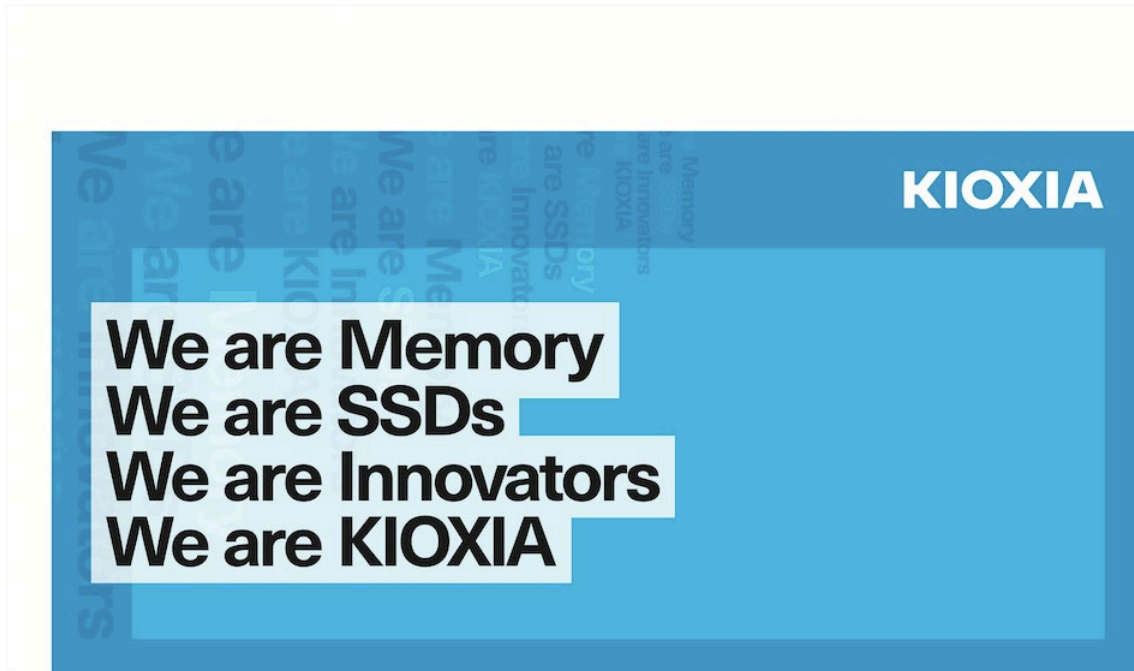 KIOXIA
We are Memory
We are SSDs
We are Innovators
We are KIOXIA